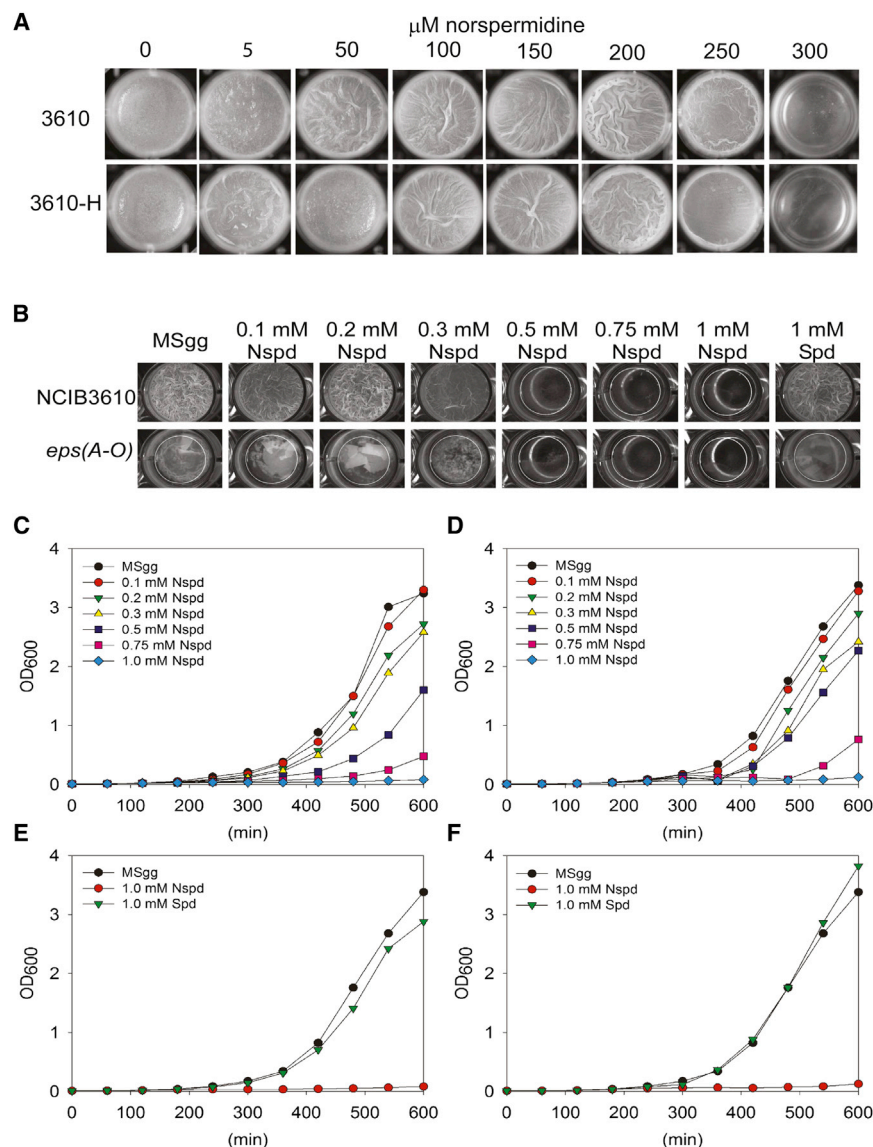 A
μM norspermidine
0 5 50 100 150 200 250 300
3610
3610-H
B
MSgg 0.1 mM Nspd 0.2 mM Nspd 0.3 mM Nspd 0.5 mM Nspd 0.75 mM Nspd 1 mM Nspd 1 mM Spd
NCIB3610
eps(A-O)
C
4
3
2
1
0
OD600
MSgg
0.1 mM Nspd
0.2 mM Nspd
0.3 mM Nspd
0.5 mM Nspd
0.75 mM Nspd
1.0 mM Nspd
0 100 200 300 400 500 600
(min)
D
4
3
2
1
0
OD600
MSgg
0.1 mM Nspd
0.2 mM Nspd
0.3 mM Nspd
0.5 mM Nspd
0.75 mM Nspd
1.0 mM Nspd
0 100 200 300 400 500 600
(min)
E
4
3
2
1
0
OD600
MSgg
1.0 mM Nspd
1.0 mM Spd
0 100 200 300 400 500 600
(min)
F
4
3
2
1
0
OD600
MSgg
1.0 mM Nspd
1.0 mM Spd
0 100 200 300 400 500 600
(min)